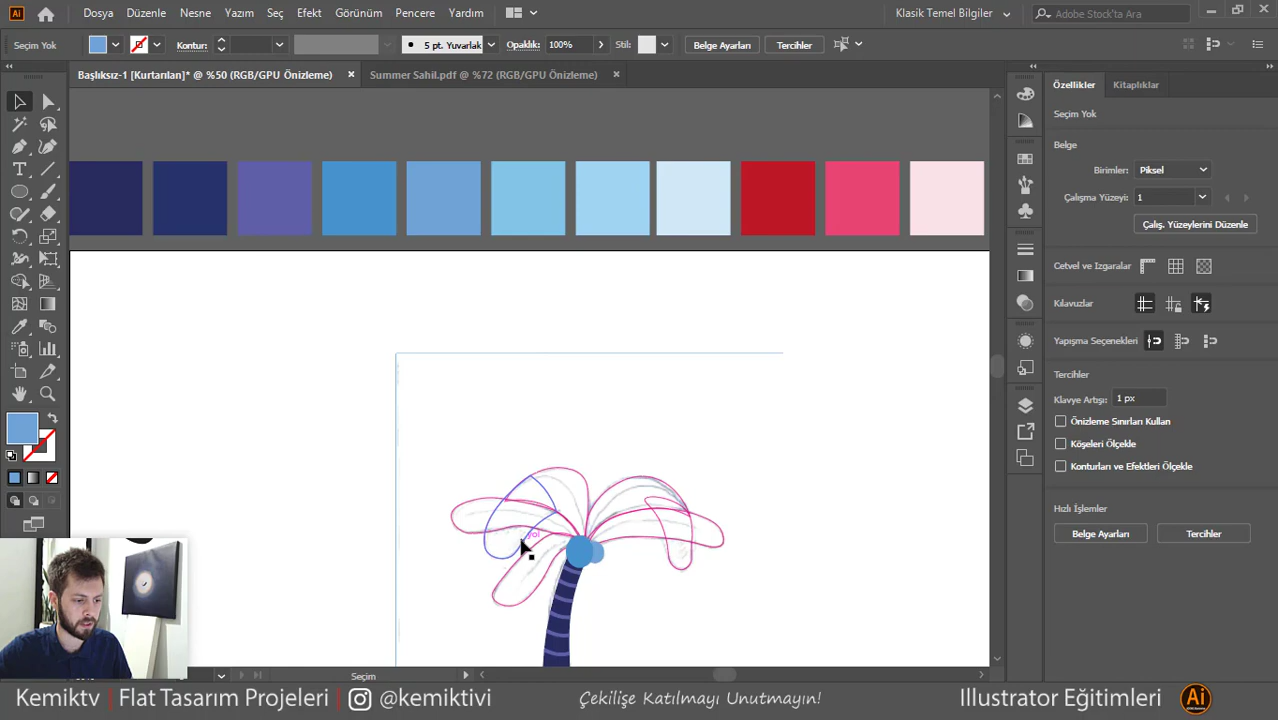 Dosya Düzenle Nesne Yazım Seç Efekt Görünüm Pencere Yardım
Klasik Temel Bilgiler
Adobe Stock'ta Ara
Seçim Yok
Kontur:
5 pt. Yuvarlak
Opaklık: 100%
Stil:
Belge Ayarları
Tercihler
Başlıksız-1 [Kurtarılan]* @ %50 (RGB/GPU Önizleme)
Summer Sahil.pdf @ %72 (RGB/GPU Önizleme)
Özellikler
Kitaplıklar
Seçim Yok
Belge
Birimler: Piksel
Çalışma Yüzeyi: 1
Çalış. Yüzeylerini Düzenle
Cetvel ve Izgaralar
Kılavuzlar
Yapışma Seçenekleri
Tercihler
Klavye Artışı: 1 px
Önizleme Sınırları Kullan
Köşeleri Ölçekle
Konturları ve Efektleri Ölçekle
Hızlı İşlemler
Belge Ayarları
Tercihler
yol
Seçim
Kemiktv | Flat Tasarım Projeleri | @kemiktivi
Çekilişe Katılmayı Unutmayın!
Illustrator Eğitimleri
Ai